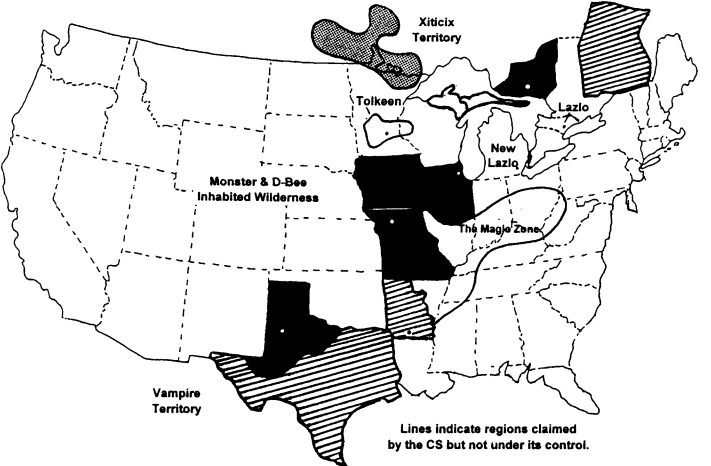 Xiticix
Territory
Tolkeen
Lazlo
New
Lazlo
Monster & D-Bee
Inhabited Wilderness
The Magic Zone
Vampire
Territory
Lines indicate regions claimed
by the CS but not under its control.